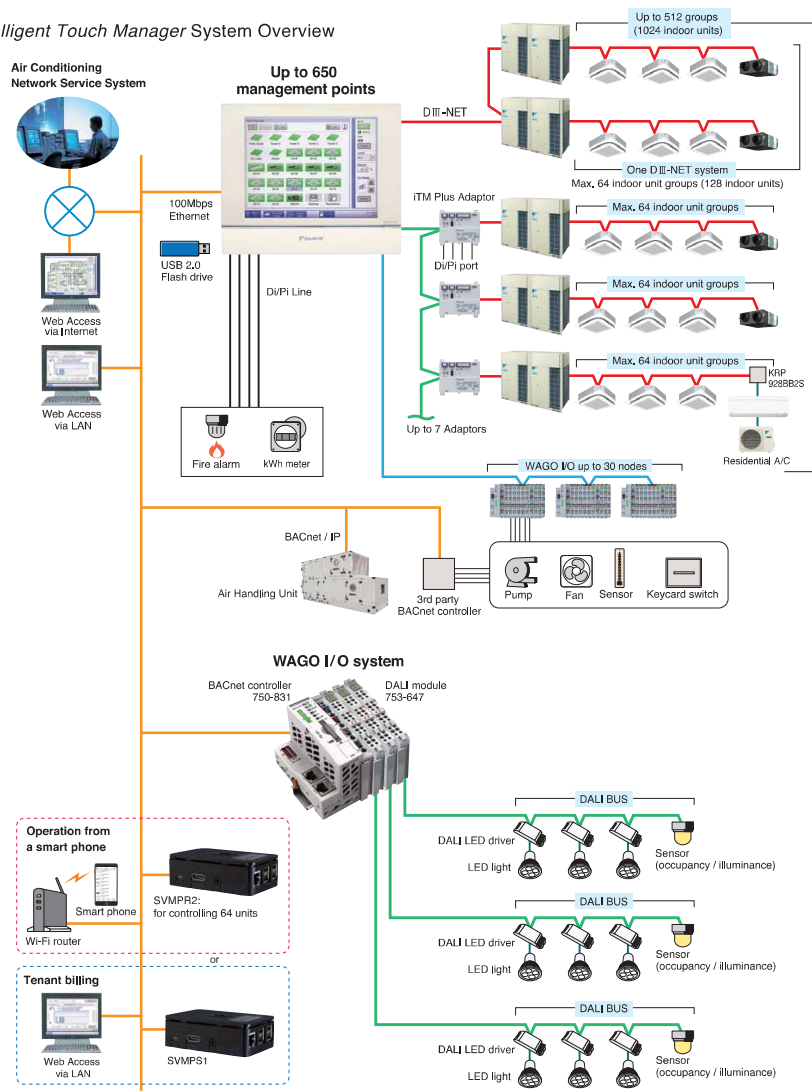 lligent Touch Manager System Overview
Air Conditioning
Network Service System
Up to 650
management points
Up to 512 groups
(1024 indoor units)
DⅢ-NET
One DⅢ-NET system
Max. 64 indoor unit groups (128 indoor units)
100Mbps
Ethernet
USB 2.0
Flash drive
DAIKIN
iTM Plus Adaptor
Di/Pi port
Max. 64 indoor unit groups
Di/Pi Line
Max. 64 indoor unit groups
Web Access
via Internet
Max. 64 indoor unit groups
KRP
928BB2S
Web Access
via LAN
Up to 7 Adaptors
Residential A/C
Fire alarm
kWh meter
WAGO I/O up to 30 nodes
BACnet / IP
Air Handling Unit
3rd party
BACnet controller
Pump
Fan
Sensor
Keycard switch
WAGO I/O system
BACnet controller
750-831
DALI module
753-647
DALI BUS
DALI LED driver
LED light
Sensor
(occupancy / illuminance)
Operation from
a smart phone
Smart phone
Wi-Fi router
SVMPR2:
for controlling 64 units
DALI BUS
DALI LED driver
LED light
Sensor
(occupancy / illuminance)
or
Tenant billing
Web Access
via LAN
SVMPS1
DALI BUS
DALI LED driver
LED light
Sensor
(occupancy / illuminance)